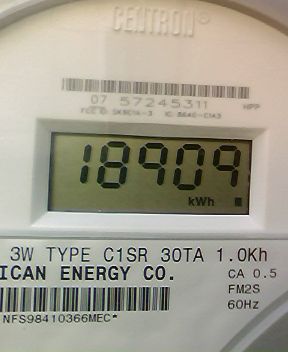 CENTRON®
07 57245311 HPP
18909
kWh
3W TYPE C1SR 30TA 1.0Kh
ICAN ENERGY CO. CA 0.5
FM2S
60Hz
NFS98410366MEC*